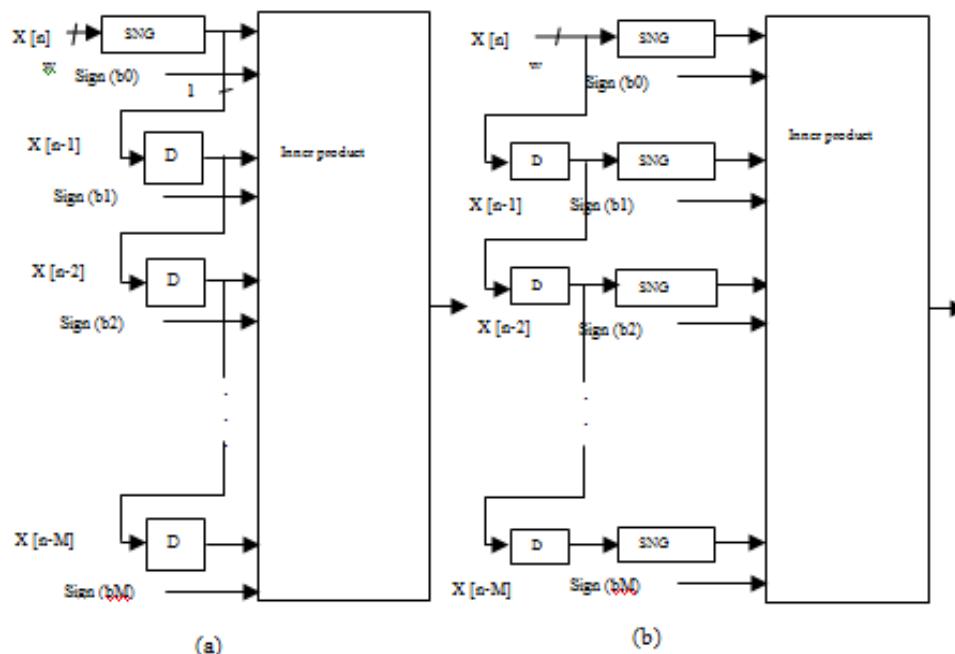 X [n]
SNG
w
Sign (b0)
1
X [n-1]
D
Sign (b1)
X [n-2]
D
Sign (b2)
X [n-M]
D
Sign (bM)
Inner product
(a)
X [n]
SNG
w
Sign (b0)
D
SNG
X [n-1]
Sign (b1)
D
SNG
X [n-2]
Sign (b2)
D
SNG
X [n-M]
Sign (bM)
Inner product
(b)